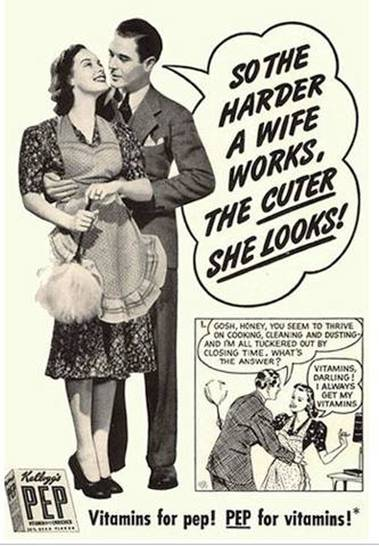 SO THE
HARDER
A WIFE
WORKS,
THE CUTER
SHE LOOKS!
GOSH, HONEY, YOU SEEM TO THRIVE
ON COOKING, CLEANING AND DUSTING-
AND I'M ALL TUCKERED OUT BY
CLOSING TIME. WHAT'S
THE ANSWER?
VITAMINS,
DARLING!
I ALWAYS
GET MY
VITAMINS
Kellogg's
PEP
Vitamins for pep! PEP for vitamins!*